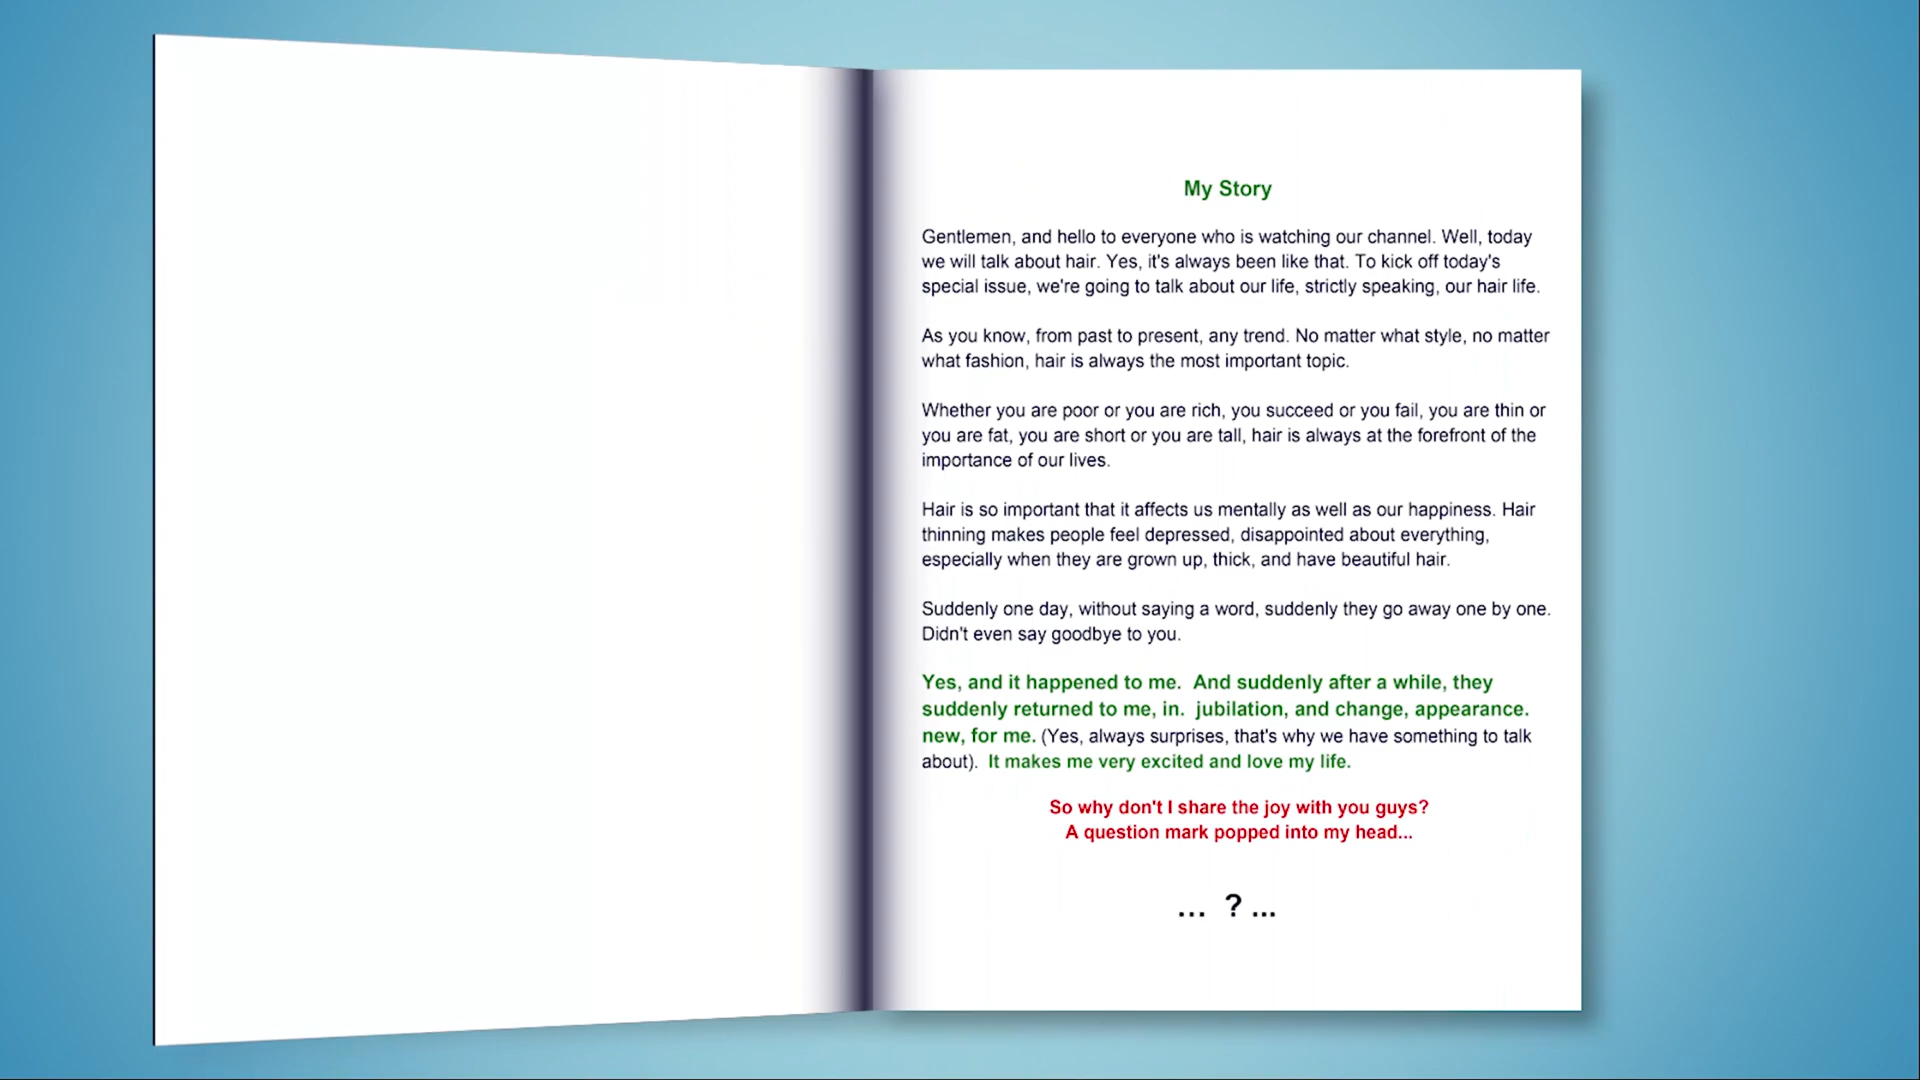 My Story
Gentlemen, and hello to everyone who is watching our channel. Well, today
we will talk about hair. Yes, it's always been like that. To kick off today's
special issue, we're going to talk about our life, strictly speaking, our hair life.
As you know, from past to present, any trend. No matter what style, no matter
what fashion, hair is always the most important topic.
Whether you are poor or you are rich, you succeed or you fail, you are thin or
you are fat, you are short or you are tall, hair is always at the forefront of the
importance of our lives.
Hair is so important that it affects us mentally as well as our happiness. Hair
thinning makes people feel depressed, disappointed about everything,
especially when they are grown up, thick, and have beautiful hair.
Suddenly one day, without saying a word, suddenly they go away one by one.
Didn't even say goodbye to you.
Yes, and it happened to me.  And suddenly after a while, they
suddenly returned to me, in.  jubilation, and change, appearance.
new, for me. (Yes, always surprises, that's why we have something to talk
about).  It makes me very excited and love my life.
So why don't I share the joy with you guys?
A question mark popped into my head...
...  ? ...